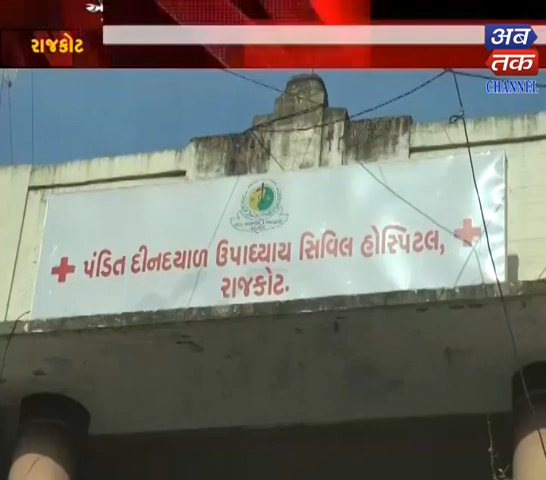 રાજકોટ
અબ
તક
CHANNEL
પંડિત દીનદયાળ ઉપાધ્યાય સિવિલ હોસ્પિટલ,
રાજકોટ.